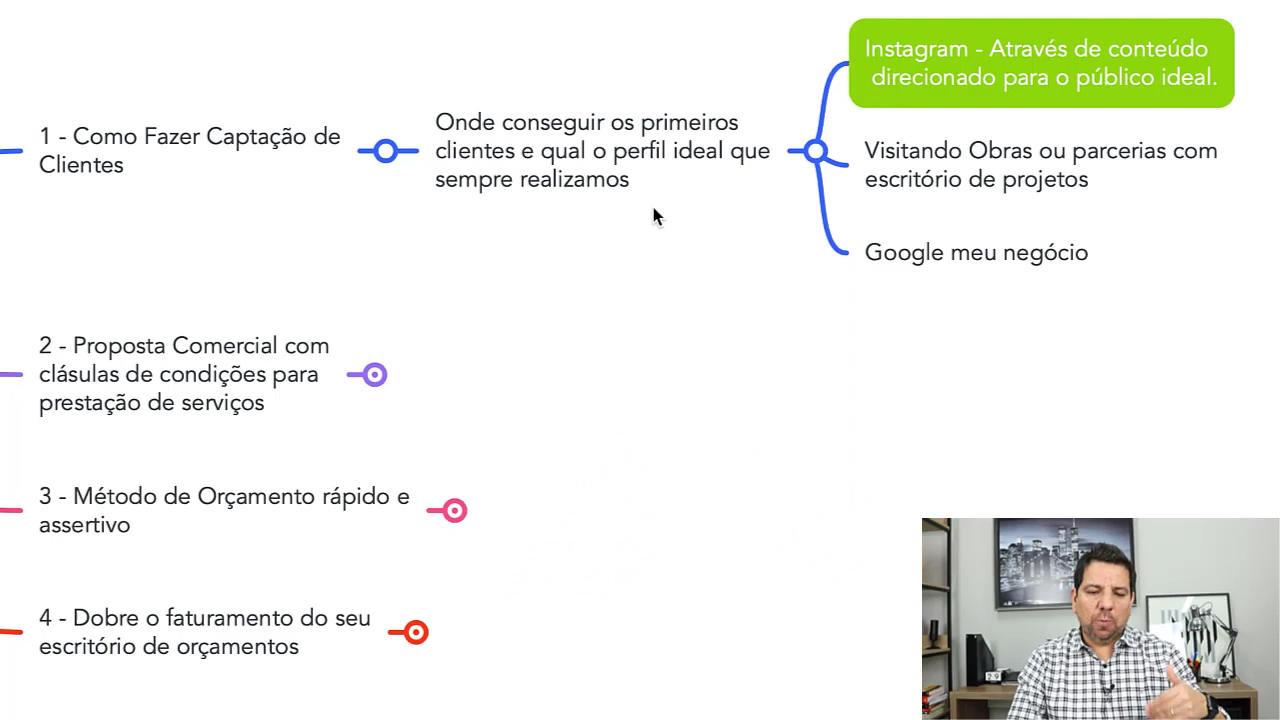 1 - Como Fazer Captação de
Clientes
Onde conseguir os primeiros
clientes e qual o perfil ideal que
sempre realizamos
Instagram - Através de conteúdo
direcionado para o público ideal.
Visitando Obras ou parcerias com
escritório de projetos
Google meu negócio
2 - Proposta Comercial com
clásulas de condições para
prestação de serviços
3 - Método de Orçamento rápido e
assertivo
4 - Dobre o faturamento do seu
escritório de orçamentos